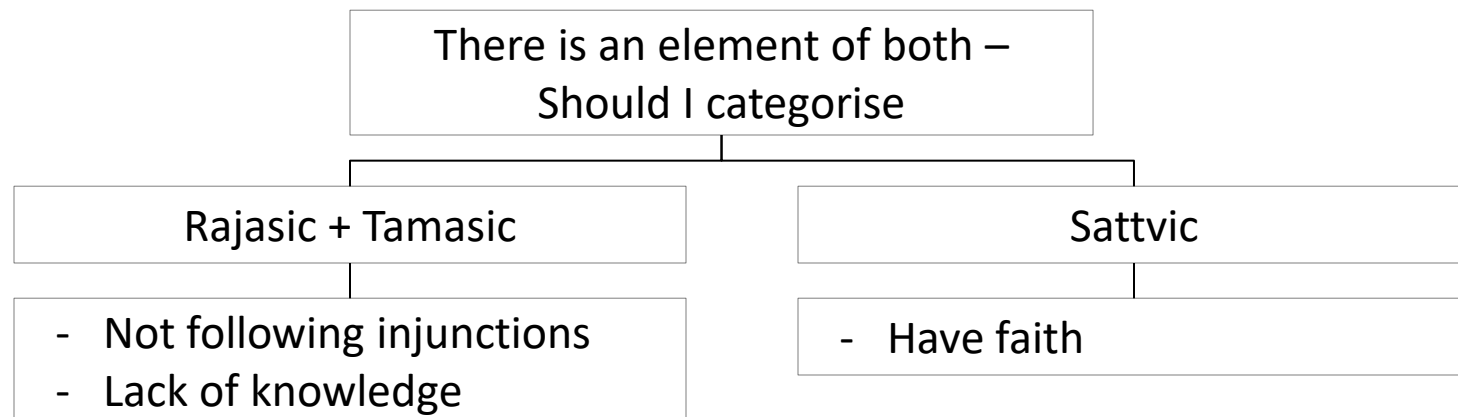 There is an element of both –
Should I categorise
Rajasic + Tamasic
Sattvic
- Not following injunctions
- Lack of knowledge
- Have faith